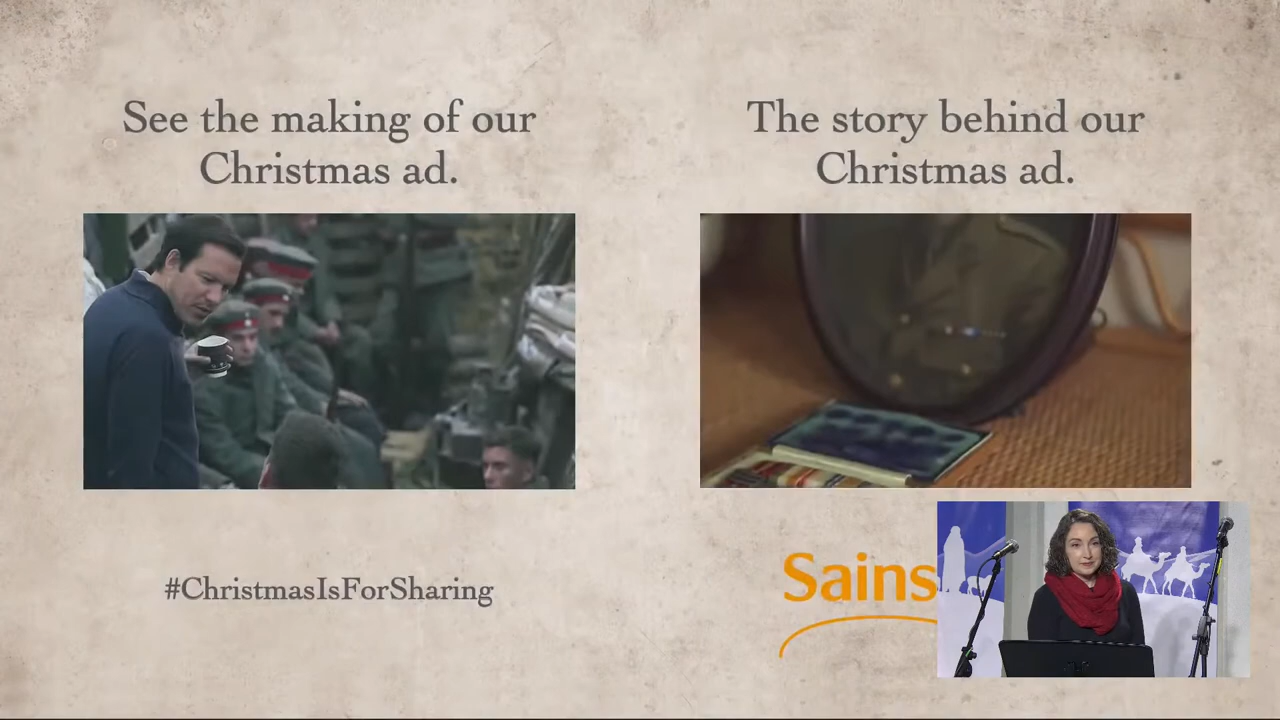 See the making of our
Christmas ad.
The story behind our
Christmas ad.
#ChristmasIsForSharing
Sains